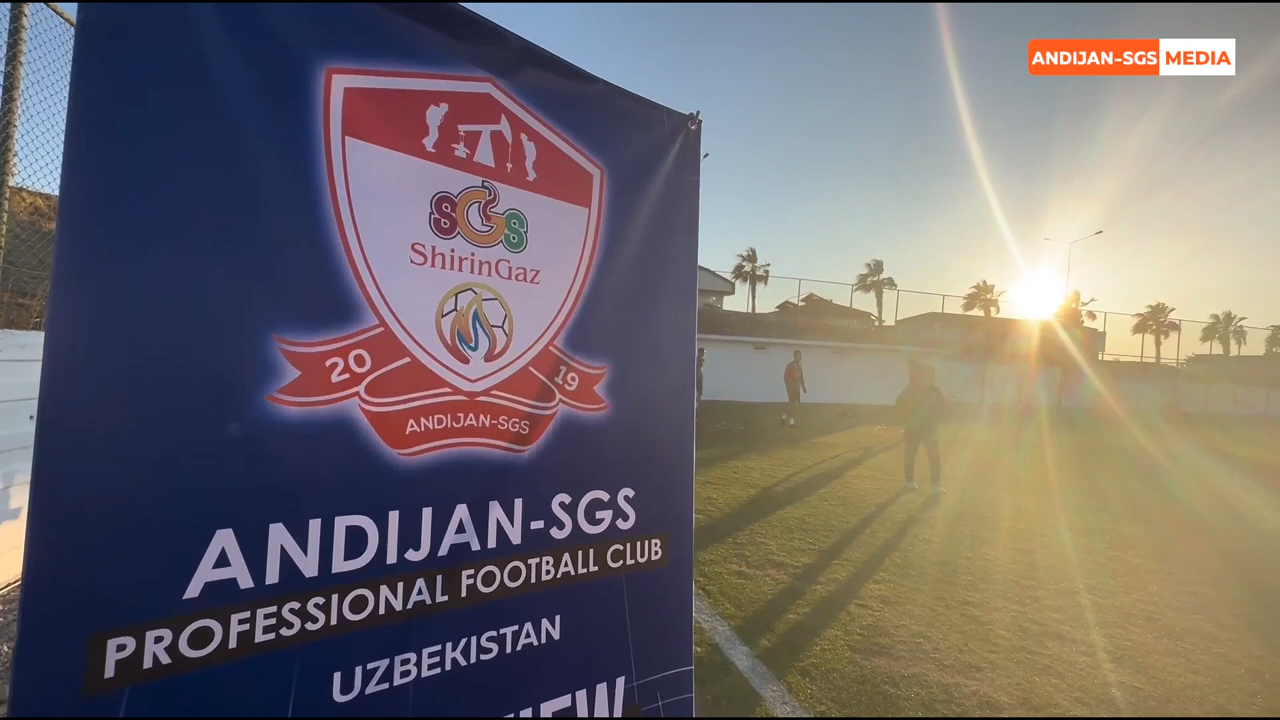 ANDIJAN-SGS MEDIA
SGS
ShirinGaz
20 19
ANDIJAN-SGS
ANDIJAN-SGS
PROFESSIONAL FOOTBALL CLUB
UZBEKISTAN